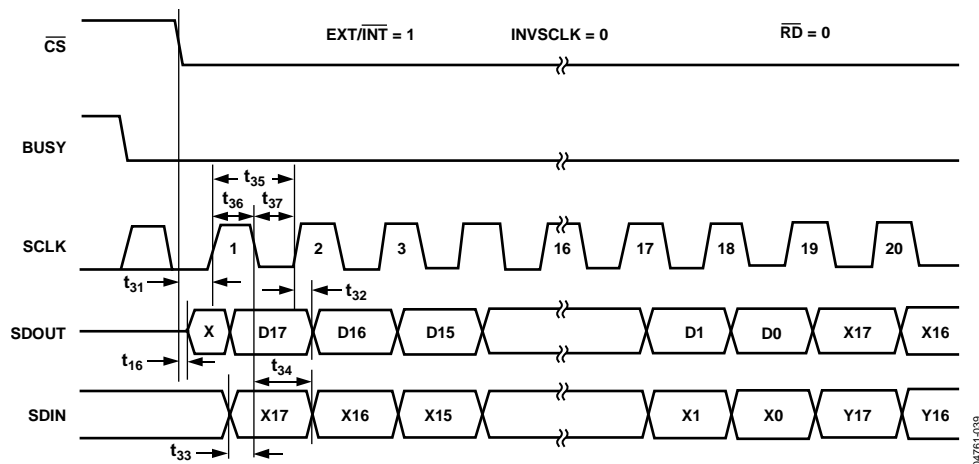 EXT/INT = 1 INVSCLK = 0 RD = 0
CS
BUSY
t35
t36 t37
SCLK 1 2 3 16 17 18 19 20
t31 t32
SDOUT X D17 D16 D15 D1 D0 X17 X16
t16 t34
SDIN X17 X16 X15 X1 X0 Y17 Y16
t33
04761-039